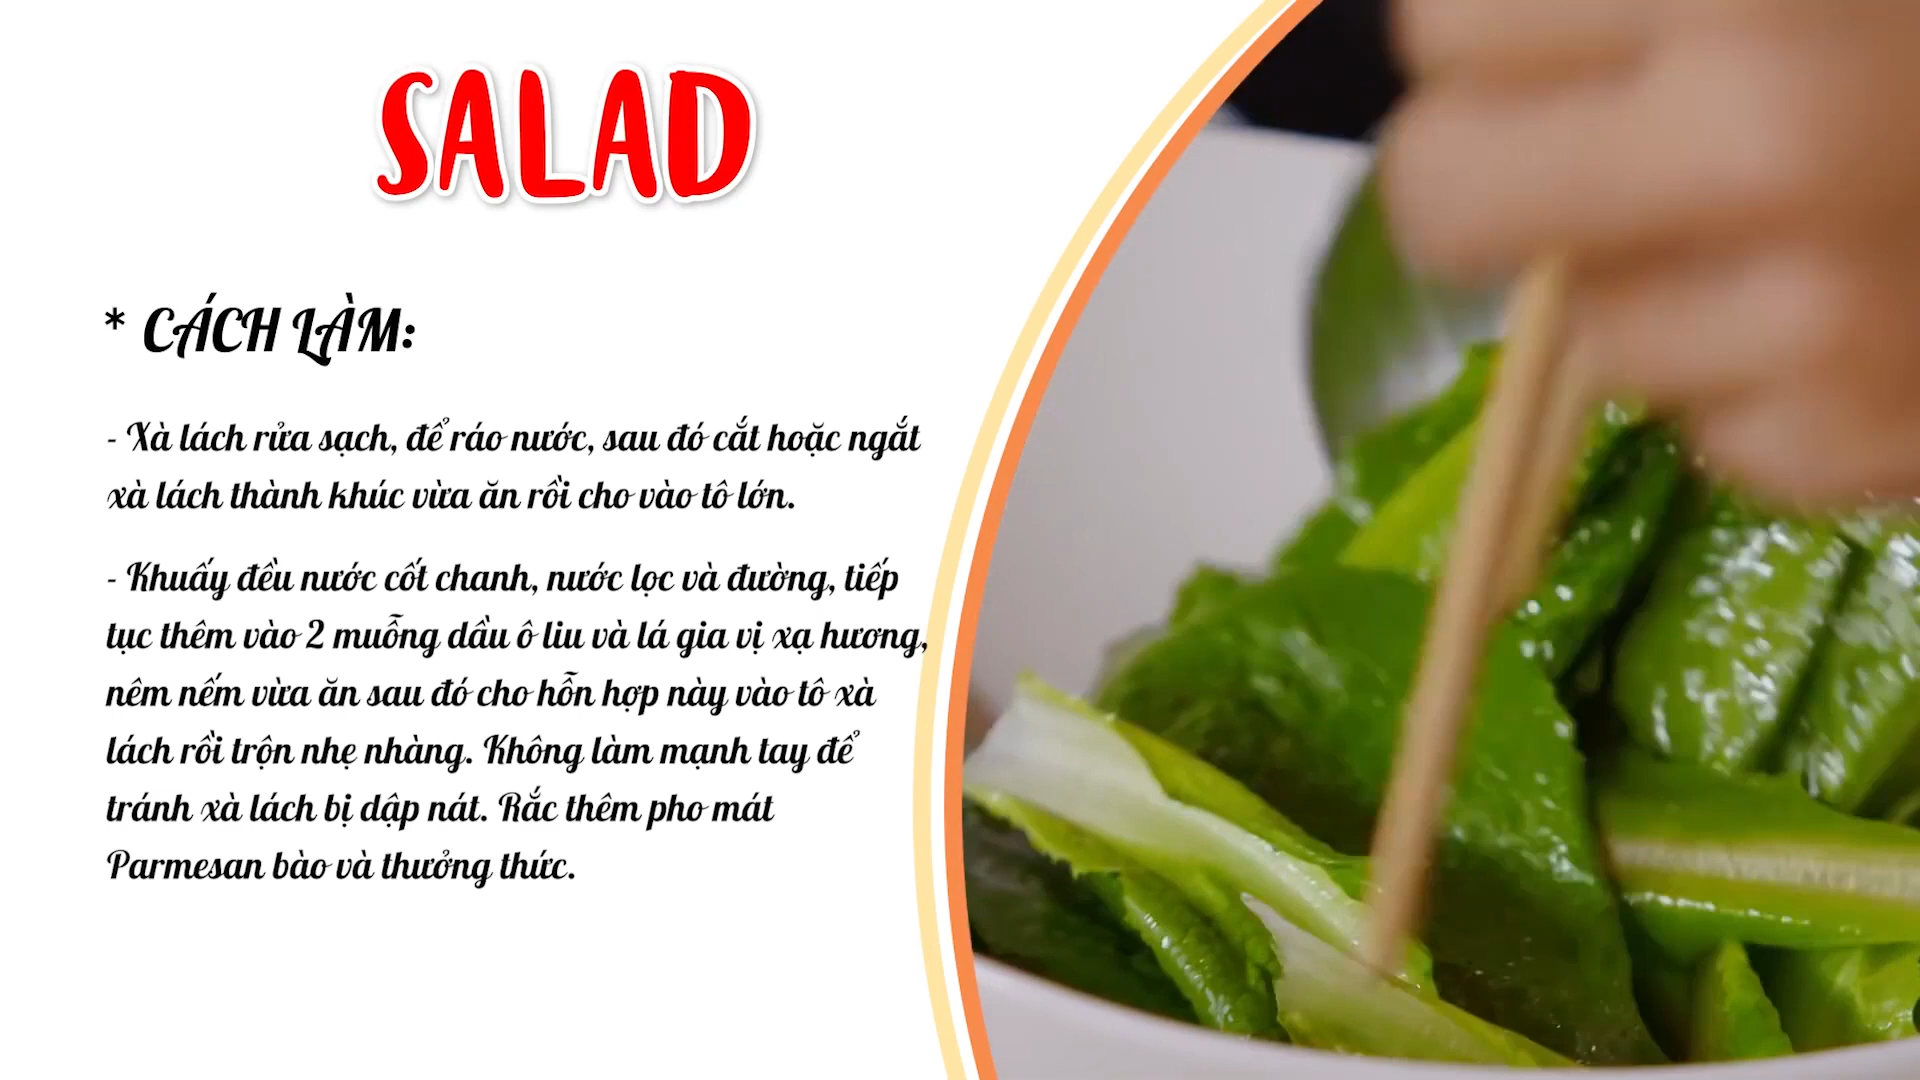 SALAD
* CÁCH LÀM:
- Xà lách rửa sạch, để ráo nước, sau đó cắt hoặc ngắt
xà lách thành khúc vừa ăn rồi cho vào tô lớn.
- Khuấy đều nước cốt chanh, nước lọc và đường, tiếp
tục thêm vào 2 muỗng dầu ô liu và lá gia vị xạ hương,
nêm nếm vừa ăn sau đó cho hỗn hợp này vào tô xà
lách rồi trộn nhẹ nhàng. Không làm mạnh tay để
tránh xà lách bị dập nát. Rắc thêm pho mát
Parmesan bào và thưởng thức.